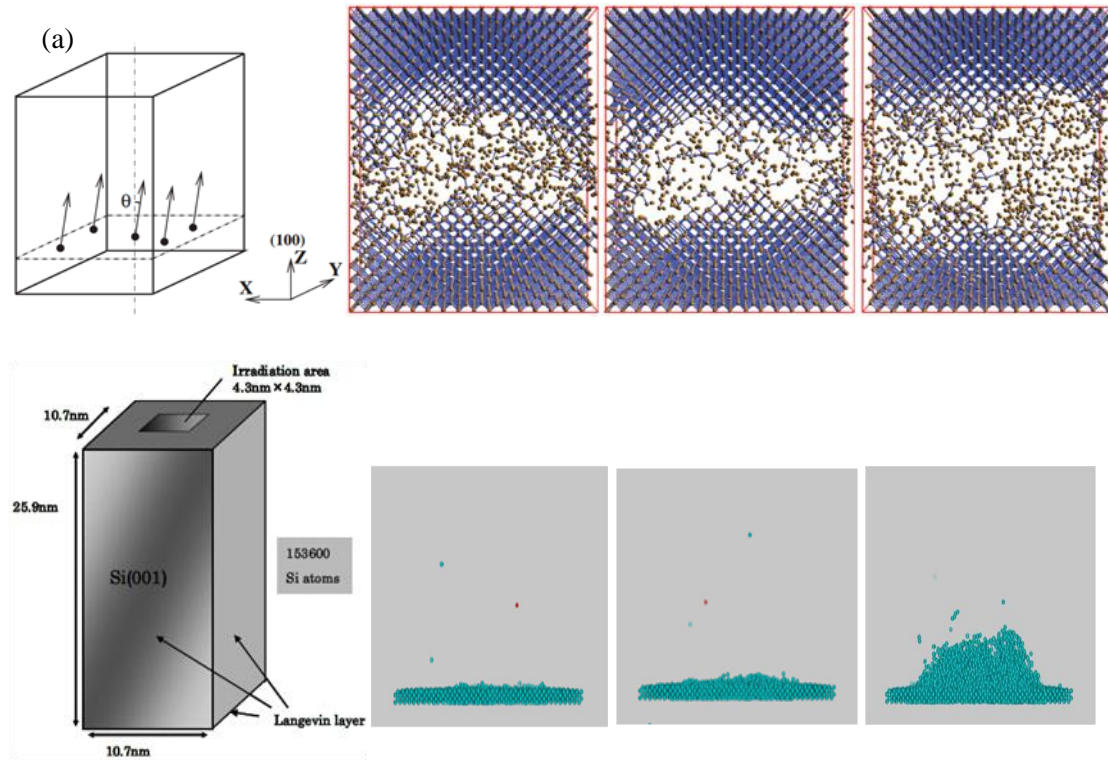 (a)
θ
(100)
Z
Y
X
Irradiation area
4.3nm×4.3nm
10.7nm
25.9nm
Si(001)
153600
Si atoms
Langevin layer
10.7nm